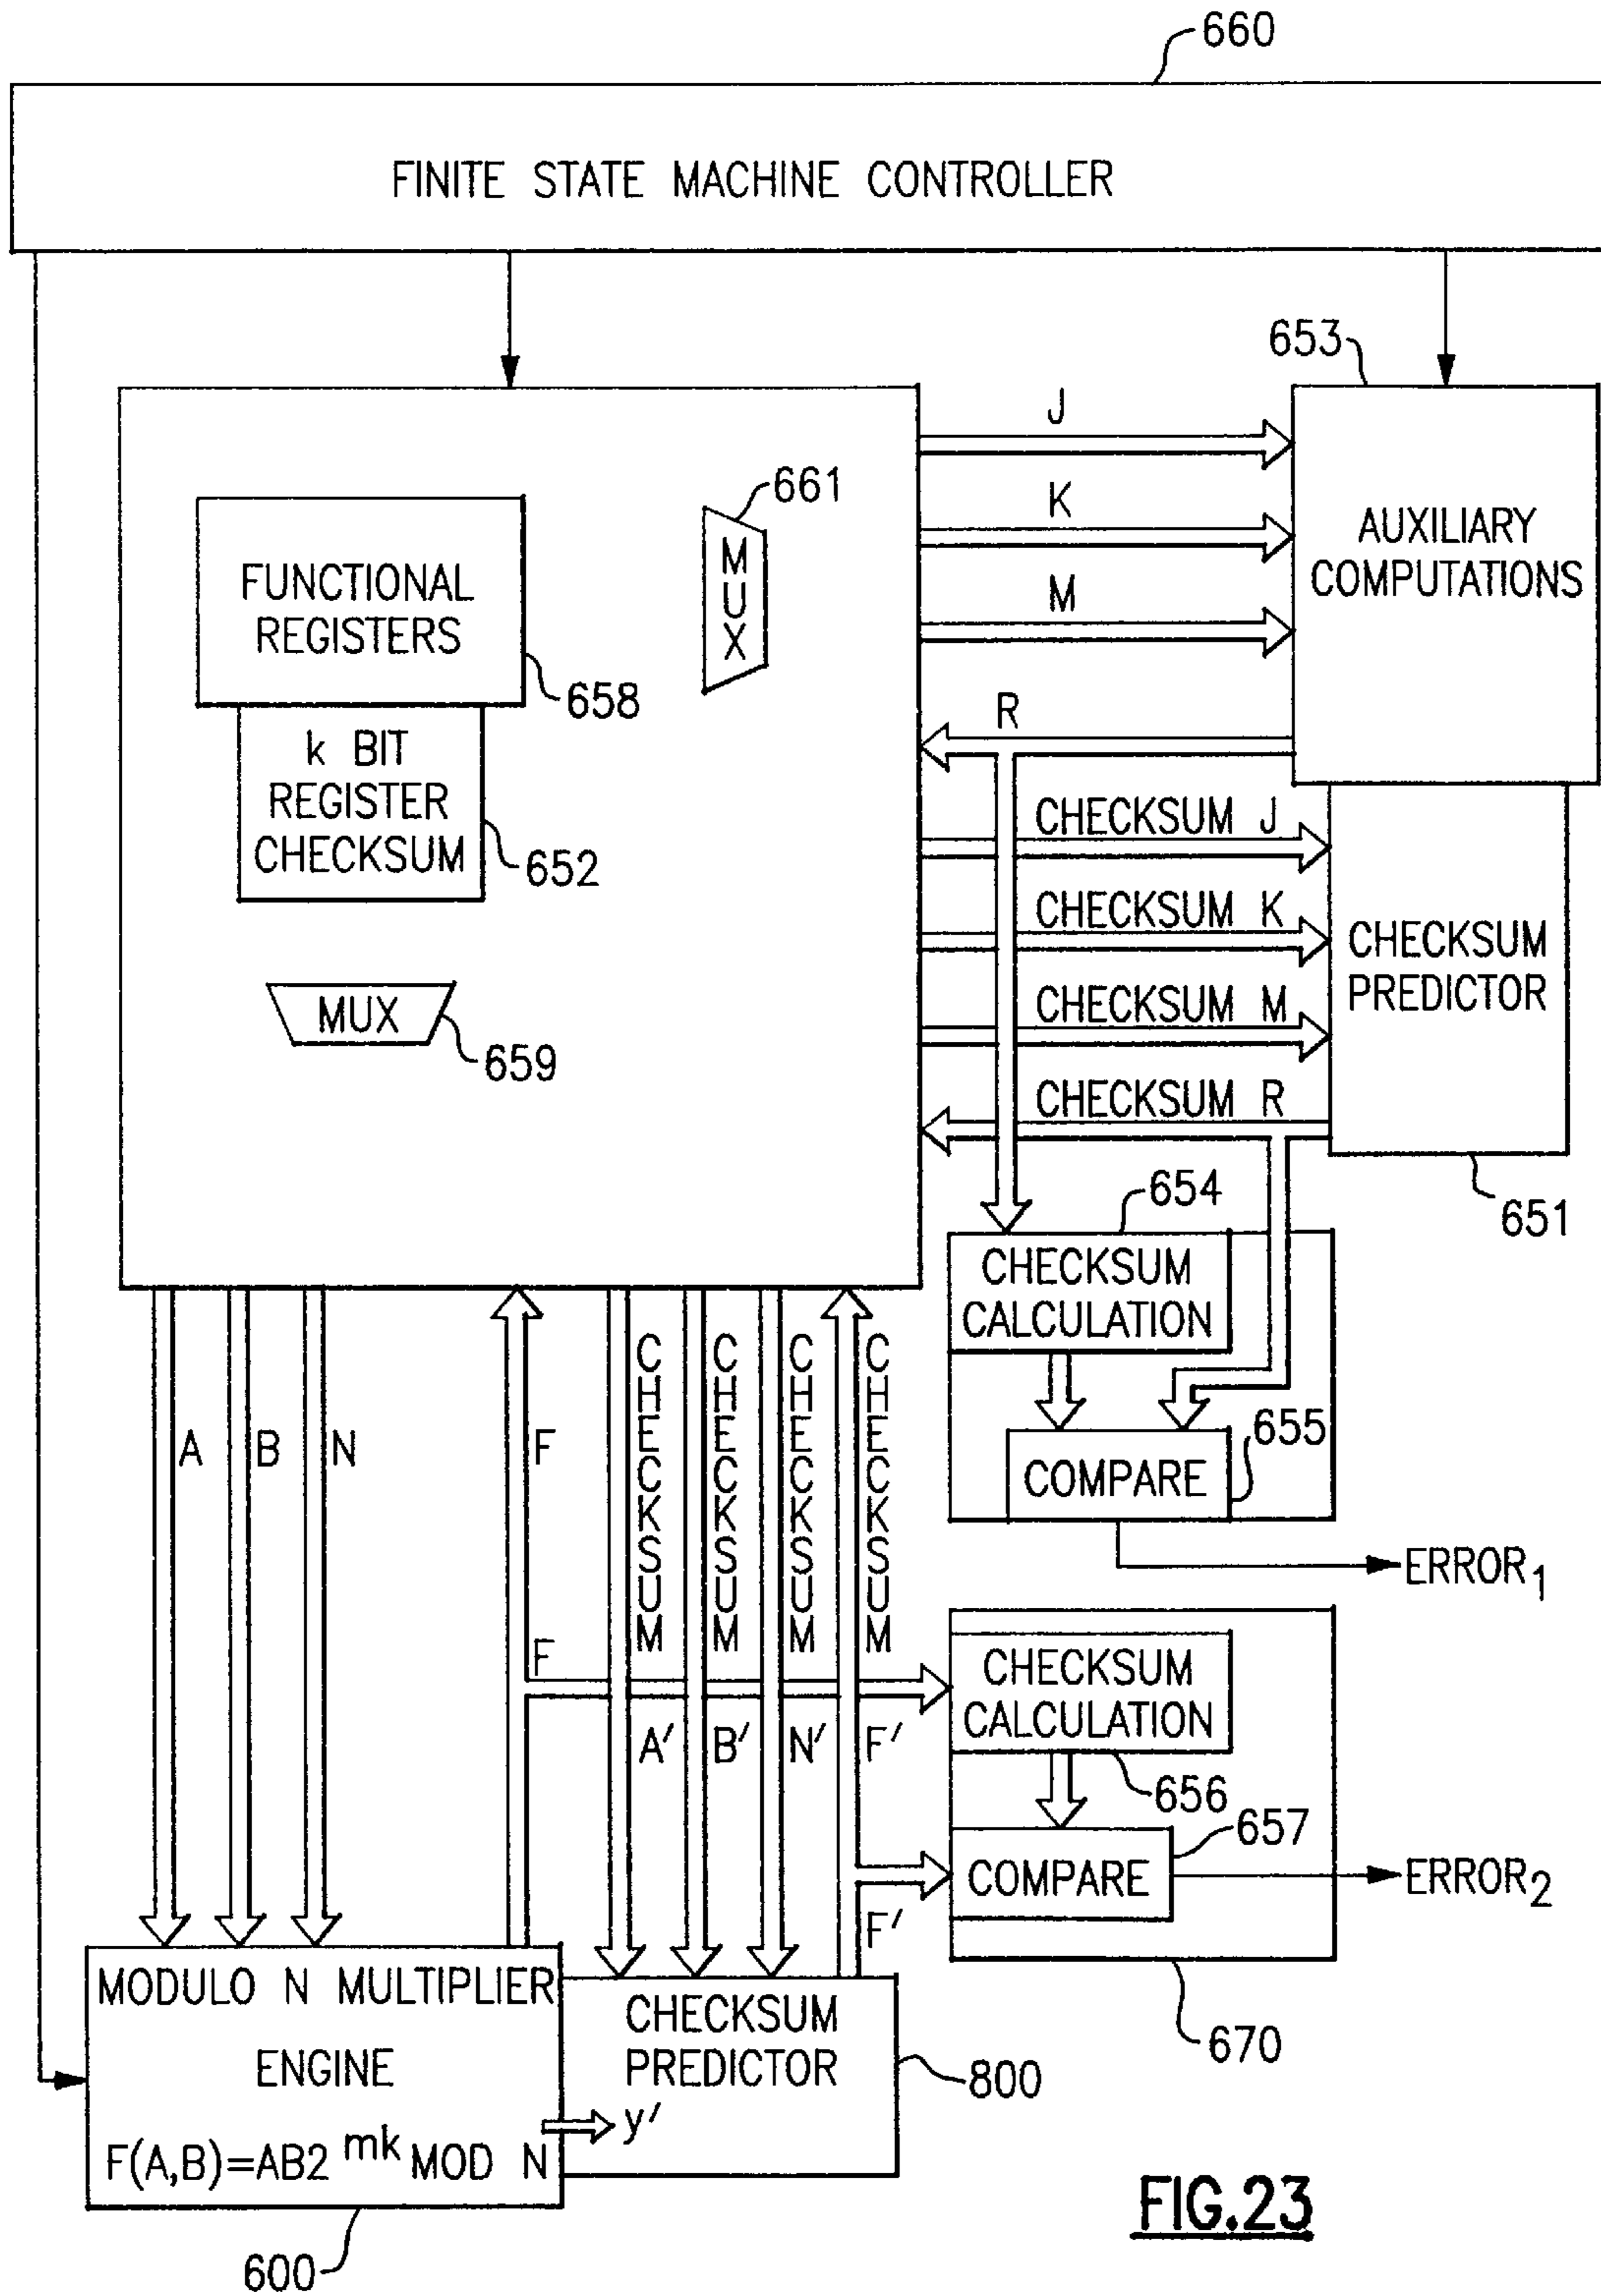 660
FINITE STATE MACHINE CONTROLLER
653
J
K
M
R
661
MUX
AUXILIARY
COMPUTATIONS
FUNCTIONAL
REGISTERS
658
k BIT
REGISTER
CHECKSUM
652
MUX
659
CHECKSUM J
CHECKSUM K
CHECKSUM M
CHECKSUM R
CHECKSUM
PREDICTOR
651
654
CHECKSUM
CALCULATION
655
COMPARE
ERROR1
A
B
N
F
CHECKSUM
CHECKSUM
CHECKSUM
CHECKSUM
F
A'
B'
N'
F'
CHECKSUM
CALCULATION
656
657
COMPARE
ERROR2
F'
670
MODULO N MULTIPLIER
ENGINE
F(A,B)=AB2 mk MOD N
600
CHECKSUM
PREDICTOR
y'
800
FIG.23